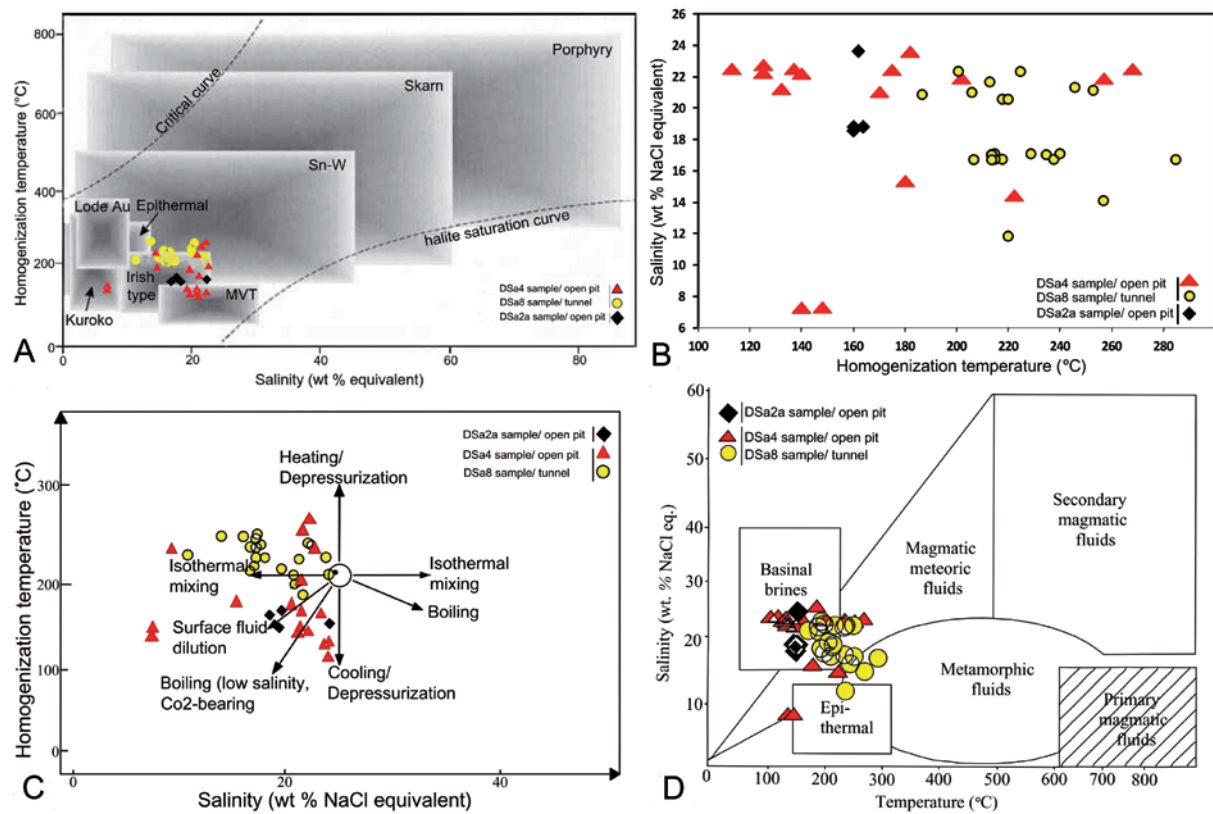 800
600
400
200
0
0
20
40
60
80
Homogenization temperature (°C)
Salinity (wt % equivalent)
Critical curve
Porphyry
Skarn
Sn-W
Lode Au
Epithermal
halite saturation curve
Irish
type
MVT
Kuroko
DSa4 sample/ open pit
DSa8 sample/ tunnel
DSa2a sample/ open pit
A
26
24
22
20
18
16
14
12
10
8
6
100
120
140
160
180
200
220
240
260
280
Salinity (wt % NaCl equivalent)
Homogenization temperature (°C)
DSa4 sample/ open pit
DSa8 sample/ tunnel
DSa2a sample/ open pit
B
300
200
100
0
0
20
40
Homogenization temperature (°C)
Salinity (wt % NaCl equivalent)
DSa2a sample/ open pit
DSa4 sample/ open pit
DSa8 sample/ tunnel
Heating/
Depressurization
Isothermal
mixing
Isothermal
mixing
Boiling
Surface fluid
dilution
Boiling (low salinity,
Co2-bearing
Cooling/
Depressurization
C
60
50
40
30
20
10
0
100
200
300
400
500
600
700
800
Salinity (wt. % NaCl eq.)
Temperature (°C)
DSa2a sample/ open pit
DSa4 sample/ open pit
DSa8 sample/ tunnel
Basinal
brines
Magmatic
meteoric
fluids
Secondary
magmatic
fluids
Metamorphic
fluids
Epi-
thermal
Primary
magmatic
fluids
D